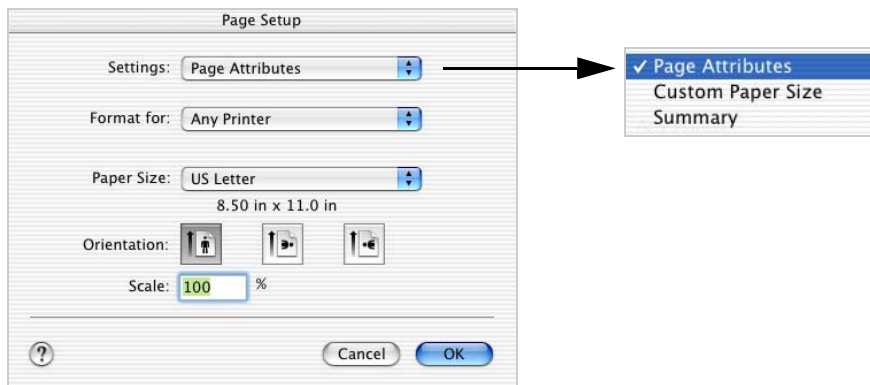 Page Setup
Settings: Page Attributes
Format for: Any Printer
Paper Size: US Letter
8.50 in x 11.0 in
Orientation:
Scale: 100 %
? Cancel OK
✓ Page Attributes
Custom Paper Size
Summary